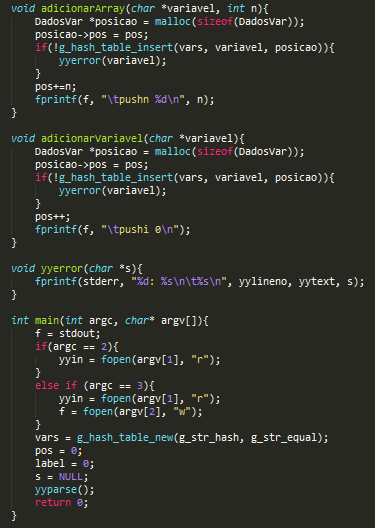 void adicionarArray(char *variavel, int n){
    DadosVar *posicao = malloc(sizeof(DadosVar));
    posicao->pos = pos;
    if(!g_hash_table_insert(vars, variavel, posicao)){
        yyerror(variavel);
    }
    pos+=n;
    fprintf(f, "\tpushn %d\n", n);
}

void adicionarVariavel(char *variavel){
    DadosVar *posicao = malloc(sizeof(DadosVar));
    posicao->pos = pos;
    if(!g_hash_table_insert(vars, variavel, posicao)){
        yyerror(variavel);
    }
    pos++;
    fprintf(f, "\tpushi 0\n");
}

void yyerror(char *s){
    fprintf(stderr, "%d: %s\n\t%s\n", yylineno, yytext, s);
}

int main(int argc, char* argv[]){
    f = stdout;
    if(argc == 2){
        yyin = fopen(argv[1], "r");
    }
    else if (argc == 3){
        yyin = fopen(argv[1], "r");
        f = fopen(argv[2], "w");
    }
    vars = g_hash_table_new(g_str_hash, g_str_equal);
    pos = 0;
    label = 0;
    s = NULL;
    yyparse();
    return 0;
}